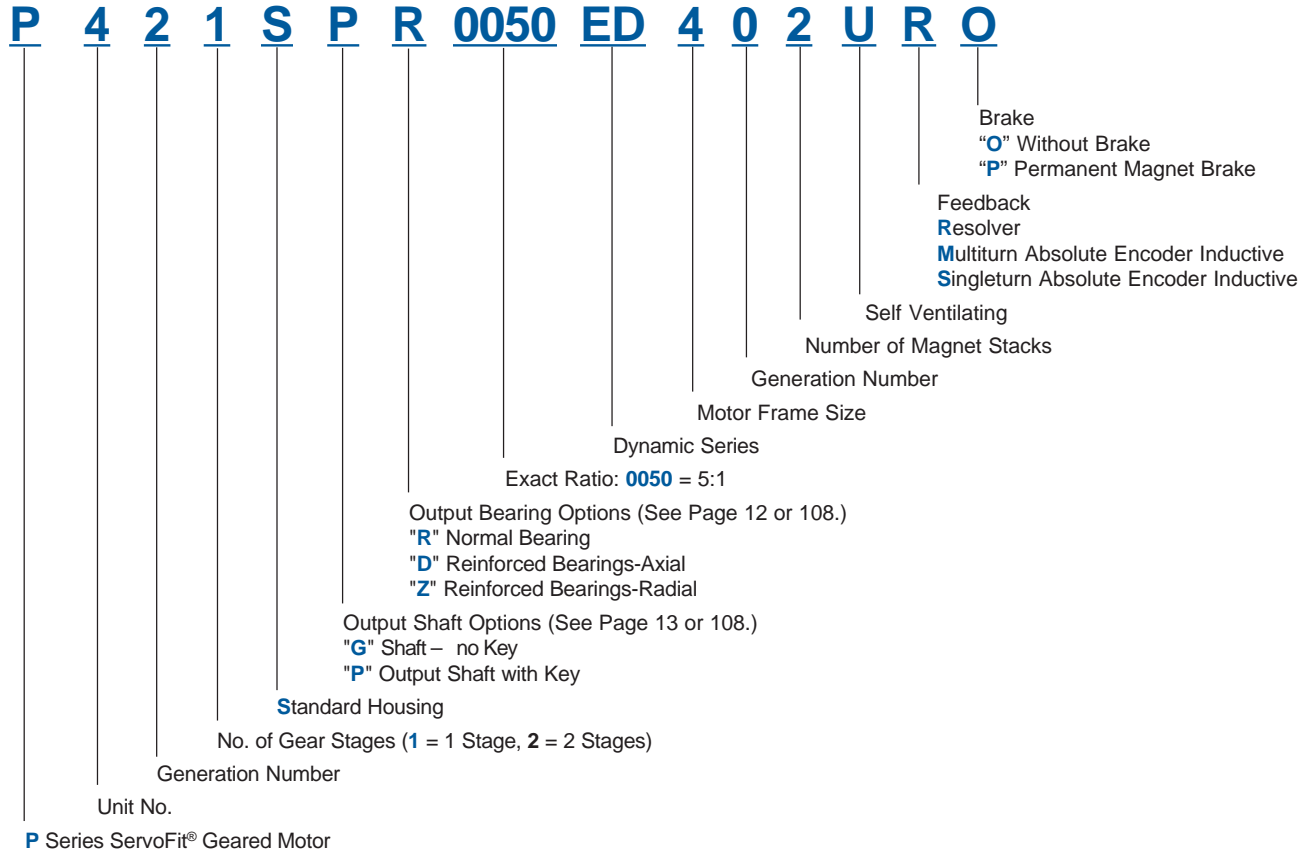 P 4 2 1 S P R 0050 ED 4 0 2 U R O
Brake
“O” Without Brake
“P” Permanent Magnet Brake
Feedback
Resolver
Multiturn Absolute Encoder Inductive
Singleturn Absolute Encoder Inductive
Self Ventilating
Number of Magnet Stacks
Generation Number
Motor Frame Size
Dynamic Series
Exact Ratio: 0050 = 5:1
Output Bearing Options (See Page 12 or 108.)
"R" Normal Bearing
"D" Reinforced Bearings-Axial
"Z" Reinforced Bearings-Radial
Output Shaft Options (See Page 13 or 108.)
"G" Shaft – no Key
"P" Output Shaft with Key
Standard Housing
No. of Gear Stages (1 = 1 Stage, 2 = 2 Stages)
Generation Number
Unit No.
P Series ServoFit® Geared Motor